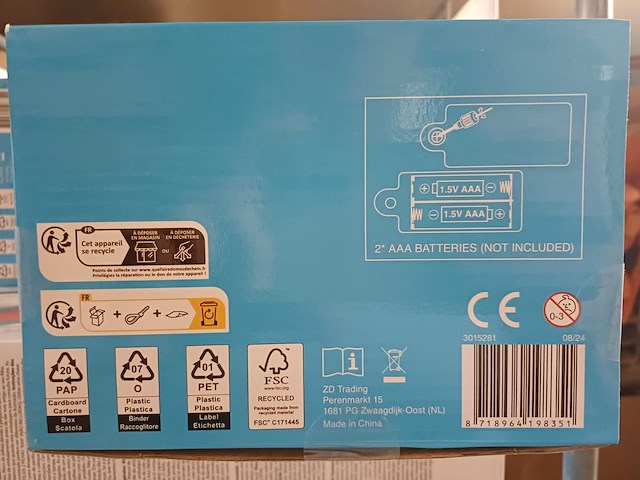 1.5V AAA
1.5V AAA
2* AAA BATTERIES (NOT INCLUDED)
FR
Cet appareil
se recycle
À DÉPOSER
EN MAGASIN
OU
À DÉPOSER
EN DÉCHÈTERIE
Points de collecte sur www.quefairedemesdechets.fr
Privilégiez la réparation ou le don de votre appareil !
FR
CE
0-3
3015281
08/24
20
PAP
Cardboard
Cartone
Box
Scatola
07
O
Plastic
Plastica
Binder
Raccoglitore
01
PET
Plastic
Plastica
Label
Etichetta
FSC
www.fsc.org
RECYCLED
Packaging made from
recycled material
FSC™ C171445
ZD Trading
Perenmarkt 15
1681 PG Zwaagdijk-Oost (NL)
Made in China
8 718964 198351